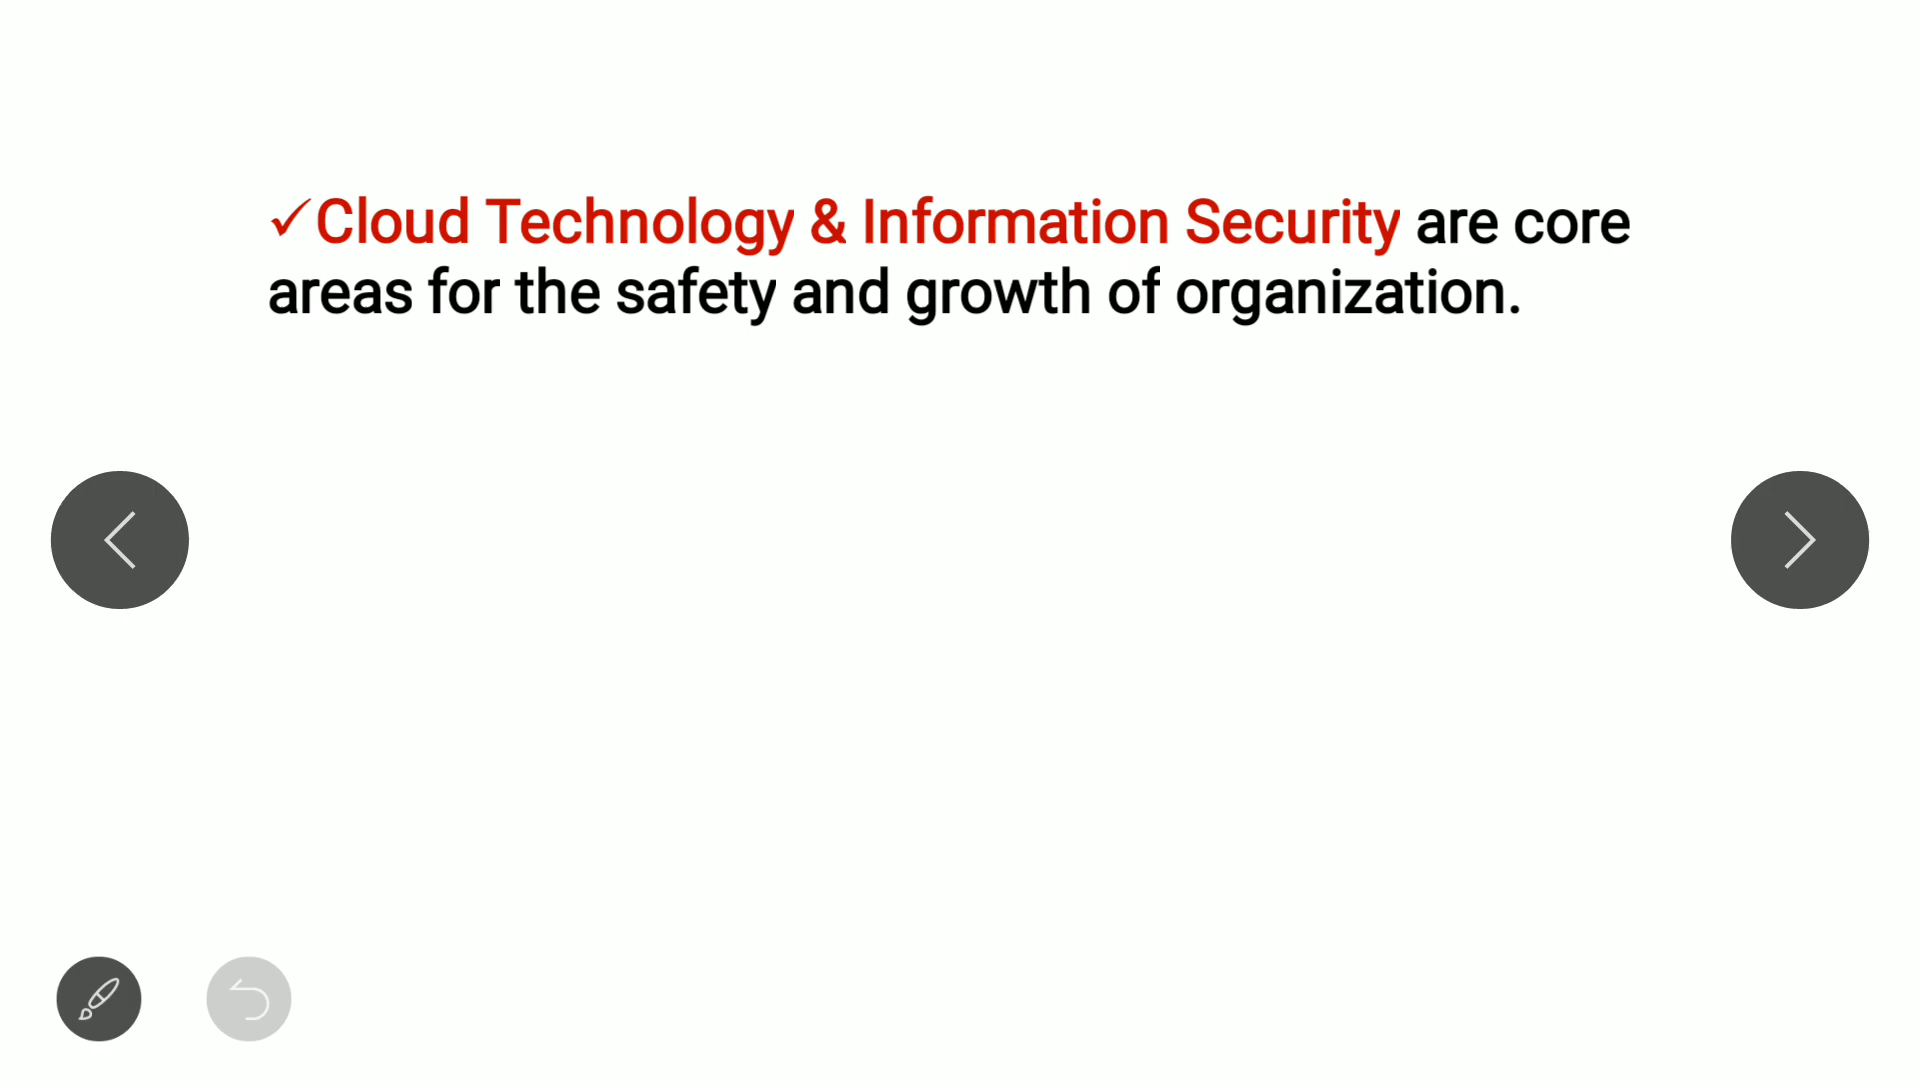 ✓Cloud Technology & Information Security are core
areas for the safety and growth of organization.